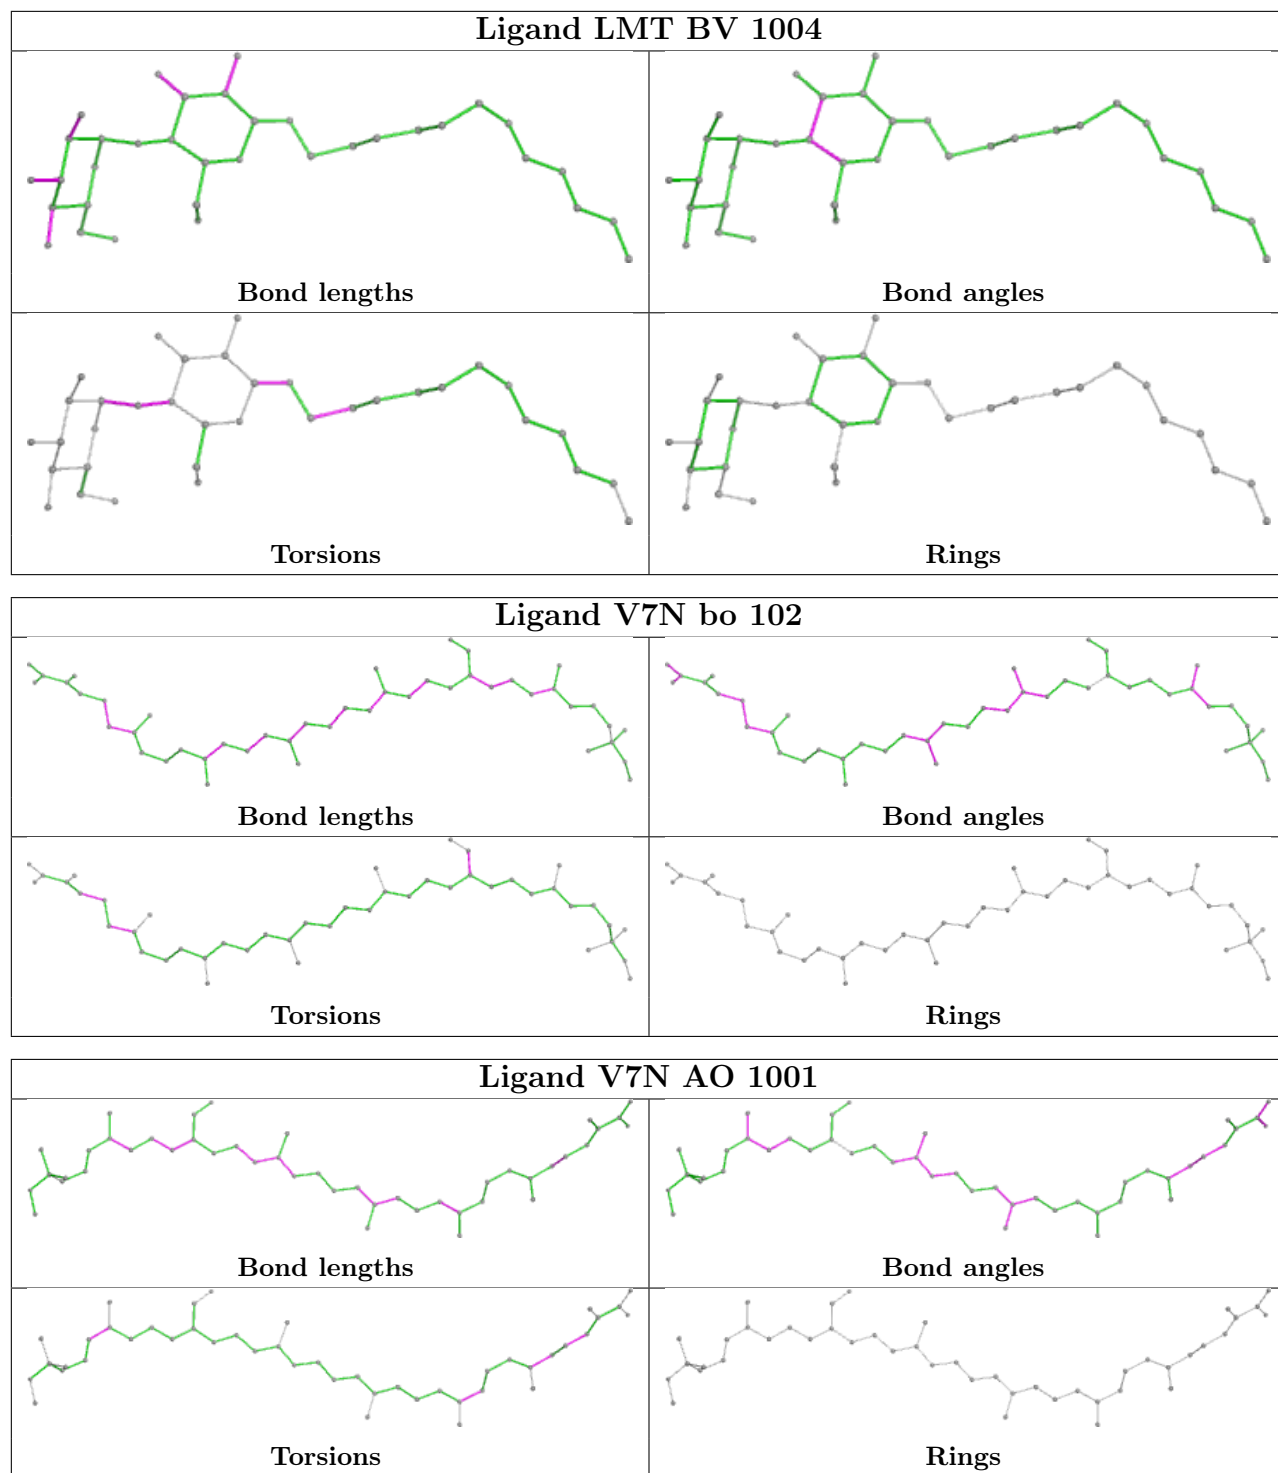 Ligand LMT BV 1004
Bond lengths
Bond angles
Torsions
Rings
Ligand V7N bo 102
Bond lengths
Bond angles
Torsions
Rings
Ligand V7N AO 1001
Bond lengths
Bond angles
Torsions
Rings